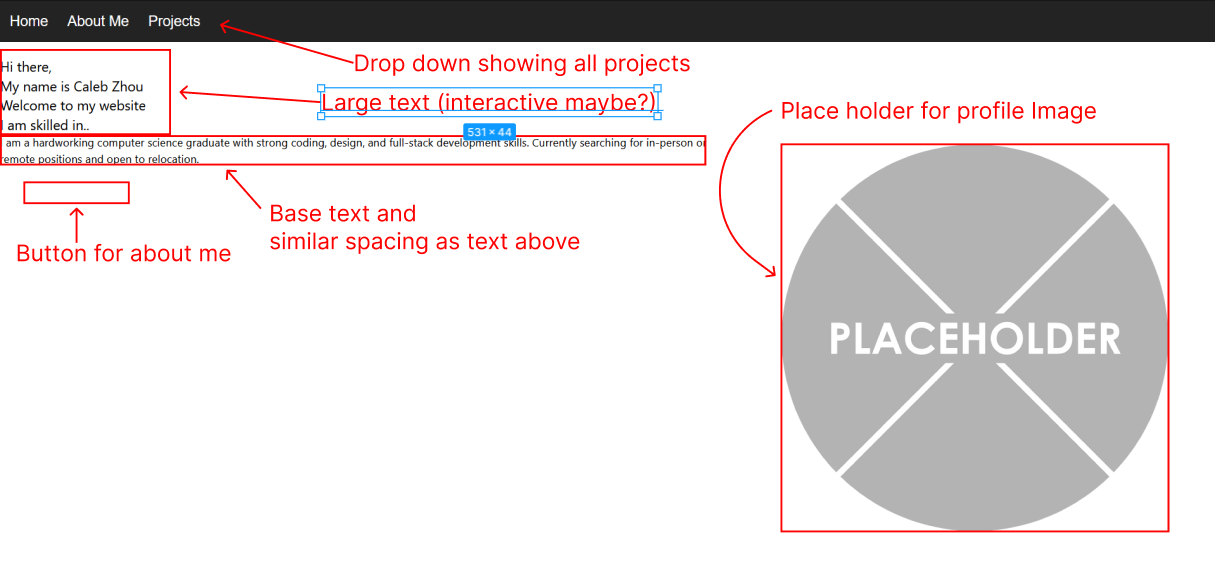 Home About Me Projects
Drop down showing all projects
Hi there,
My name is Caleb Zhou
Welcome to my website
I am skilled in..
Large text (interactive maybe?)
531 × 44
I am a hardworking computer science graduate with strong coding, design, and full-stack development skills. Currently searching for in-person or
remote positions and open to relocation.
Base text and
similar spacing as text above
Button for about me
Place holder for profile Image
PLACEHOLDER